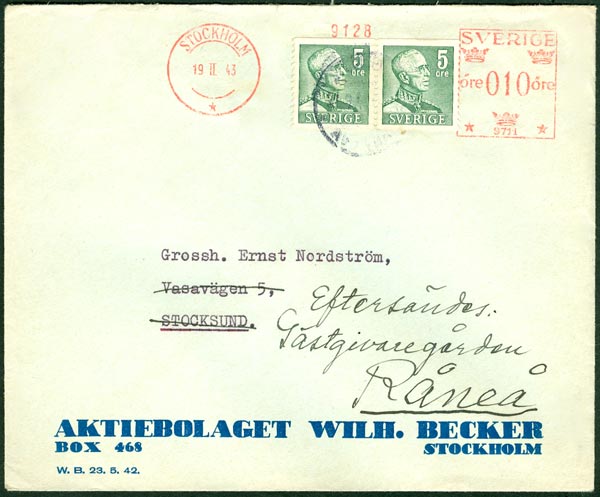 STOCKHOLM
19 II 43
9128
5
öre
SVERIGE
5
öre
SVERIGE
SVERIGE
öre 010 öre
9711
Grossh. Ernst Nordström,
Vasavägen 5,
STOCKSUND.
Eftersändes.
Gästgivaregården
Råneå
AKTIEBOLAGET WILH. BECKER
BOX 468
STOCKHOLM
W. B. 23. 5. 42.